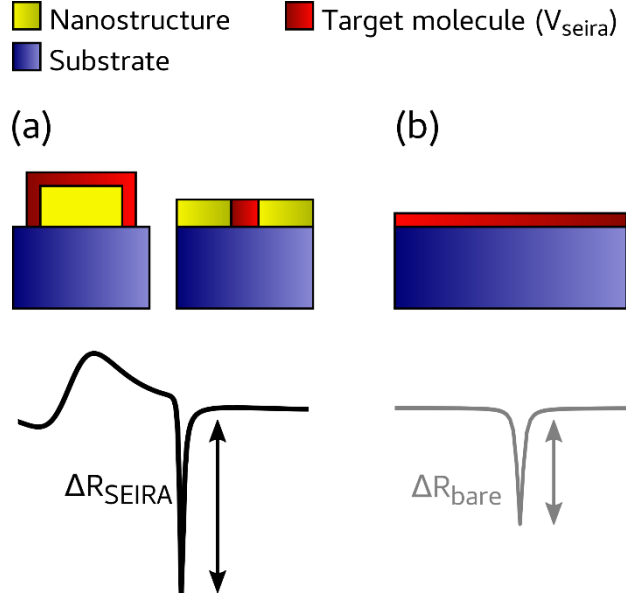 Nanostructure
Target molecule (Vseira)
Substrate
(a)
(b)
ΔRSEIRA
ΔRbare